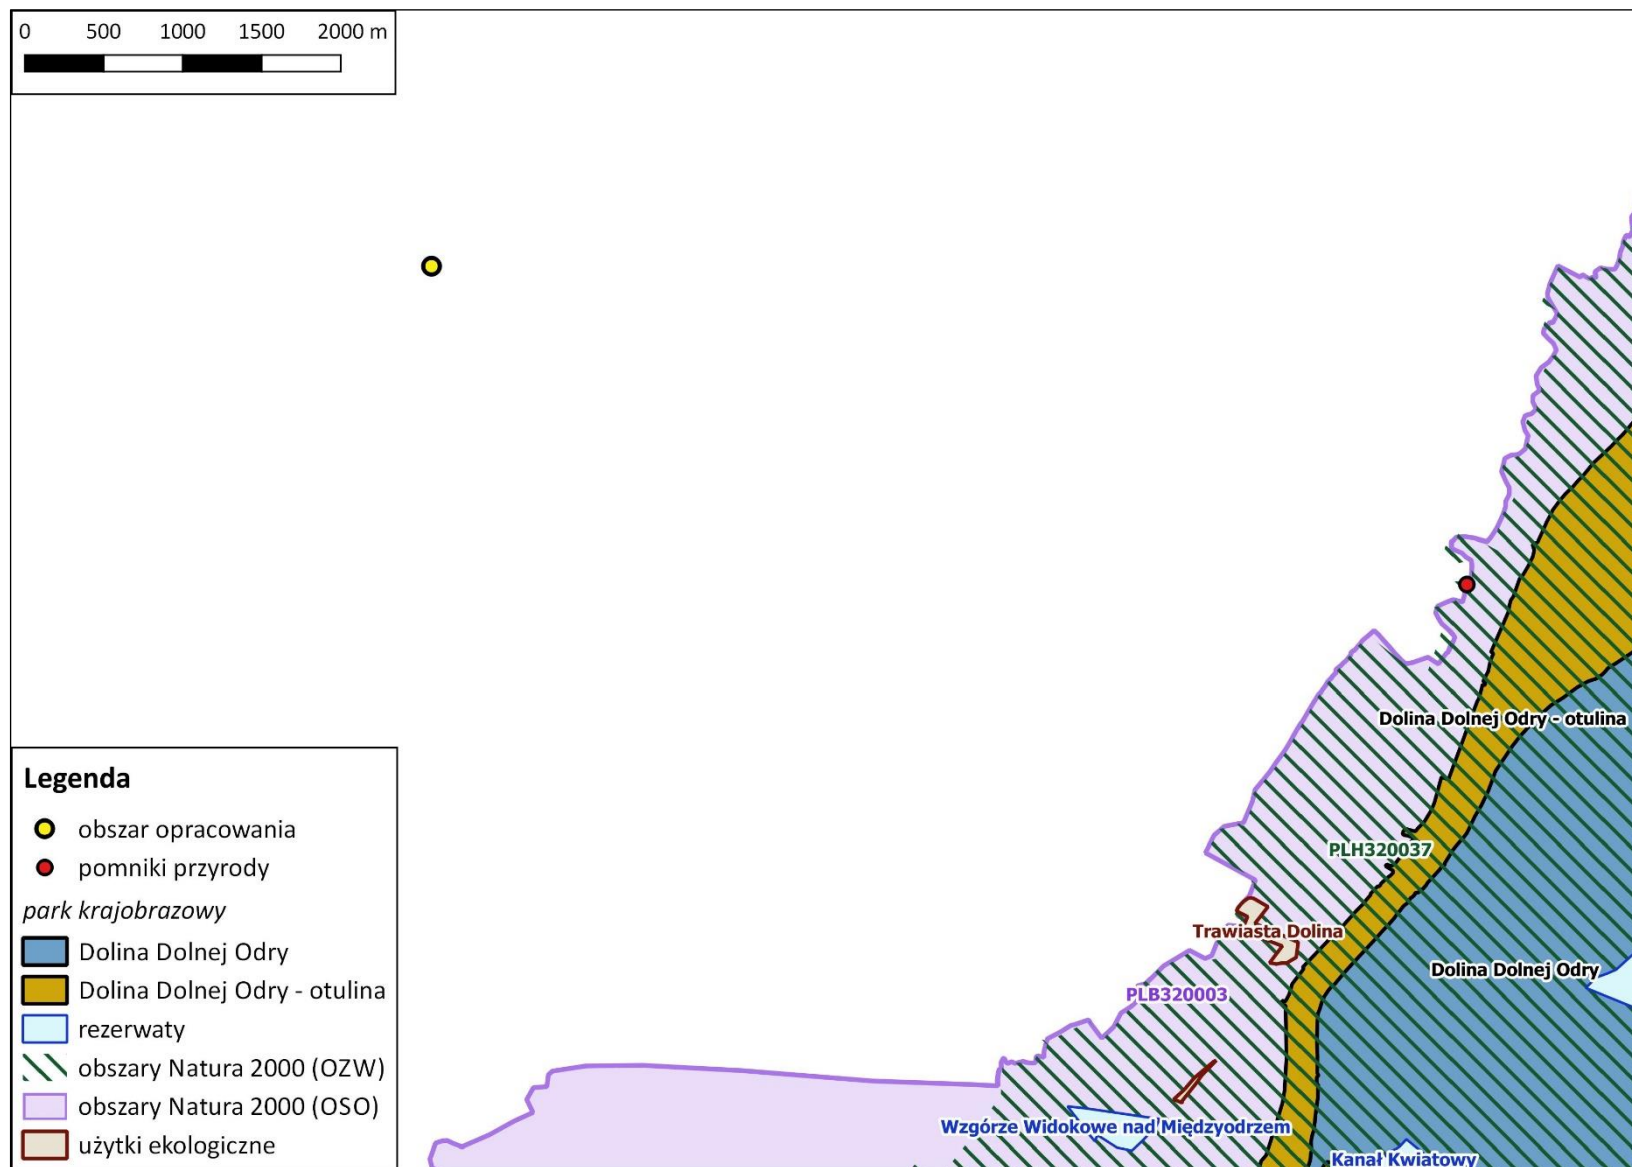 0 500 1000 1500 2000 m
Dolina Dolnej Odry - otulina
PLH320037
Trawiasta Dolina
Dolina Dolnej Odry
PLB320003
Wzgórze Widokowe nad Międzyodrzem
Kanał Kwiatowy
Legenda
obszar opracowania
pomniki przyrody
park krajobrazowy
Dolina Dolnej Odry
Dolina Dolnej Odry - otulina
rezerwaty
obszary Natura 2000 (OZW)
obszary Natura 2000 (OSO)
użytki ekologiczne